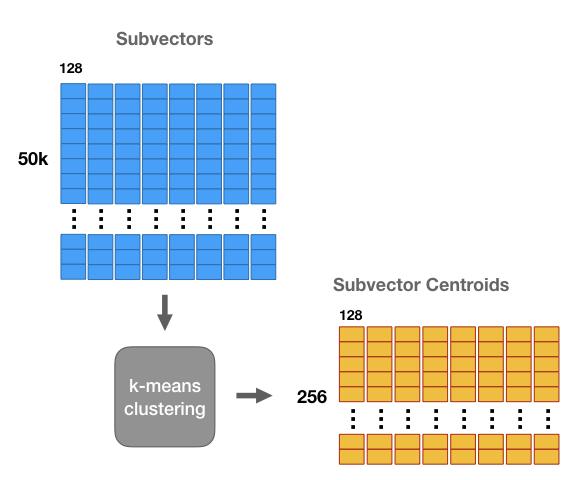 Subvectors
128
50k
Subvector Centroids
128
k-means
clustering
256